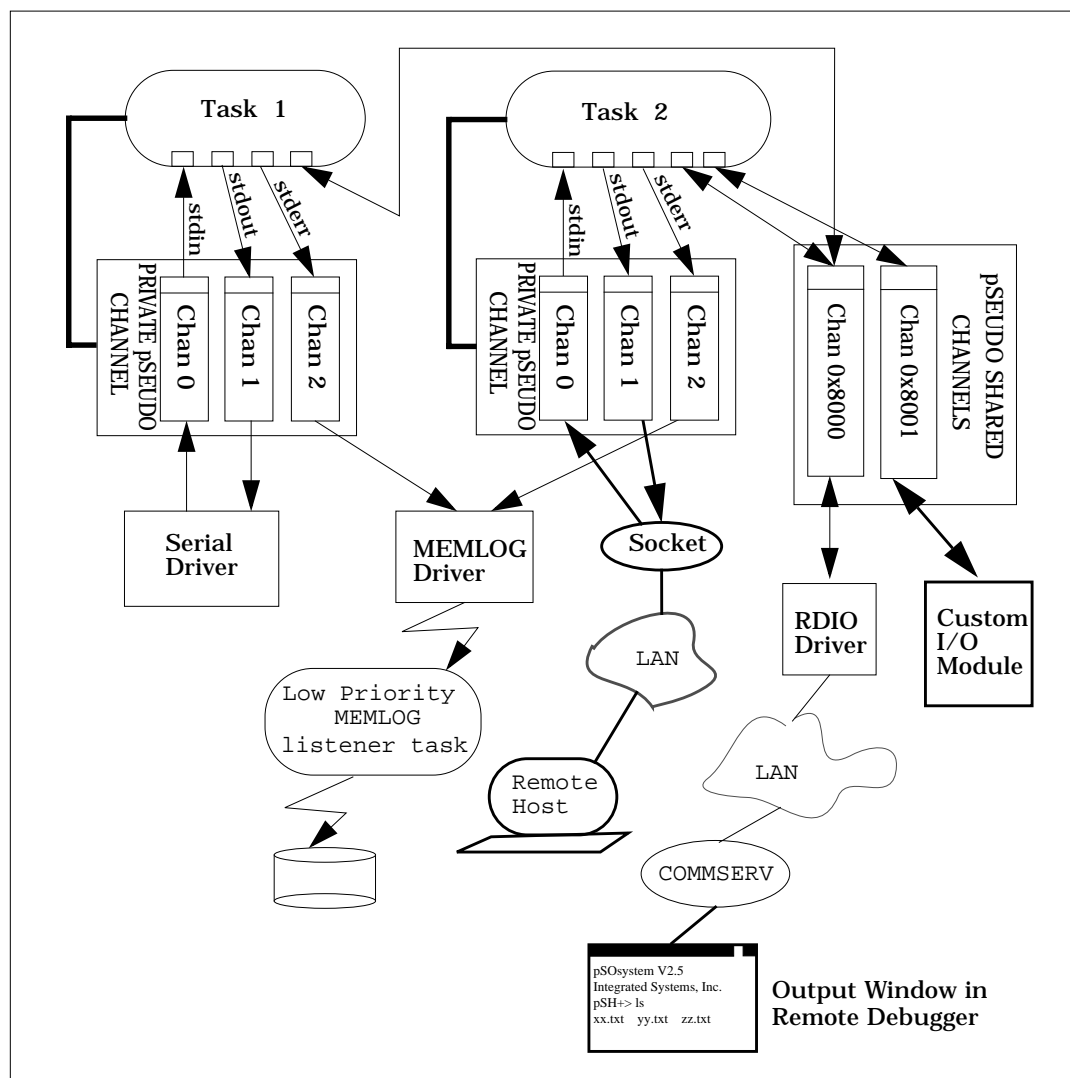 Task 1
Task 2
stdin
stdout
stderr
stdin
stdout
stderr
PRIVATE pSEUDO
CHANNEL
Chan 0
Chan 1
Chan 2
PRIVATE pSEUDO
CHANNEL
Chan 0
Chan 1
Chan 2
Chan 0x8000
Chan 0x8001
pSEUDO SHARED
CHANNELS
Serial
Driver
MEMLOG
Driver
Socket
RDIO
Driver
Custom
I/O
Module
LAN
Low Priority
MEMLOG
listener task
Remote
Host
LAN
COMMSERV
pSOsystem V2.5
Integrated Systems, Inc.
pSH+> ls
xx.txt yy.txt zz.txt
Output Window in
Remote Debugger